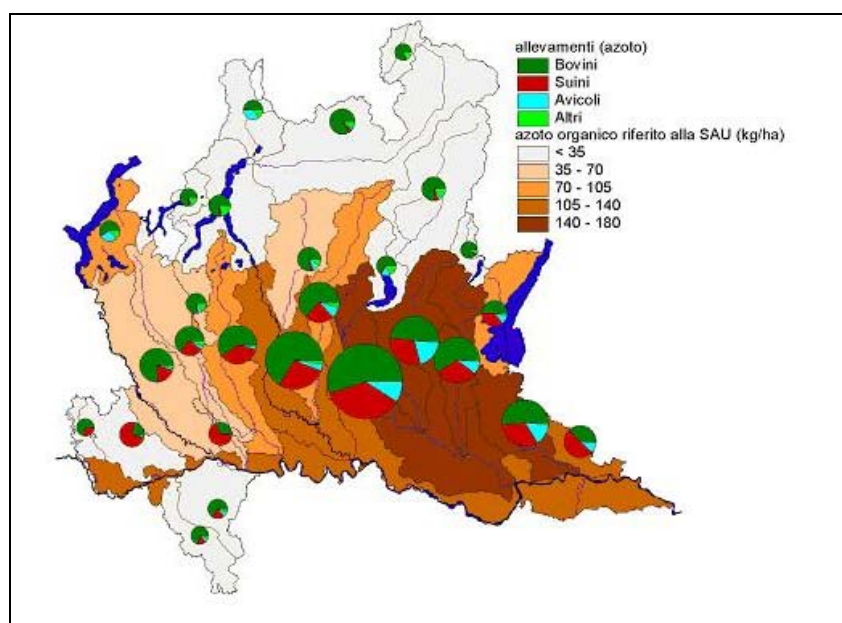 allevamenti (azoto)
Bovini
Suini
Avicoli
Altri
azoto organico riferito alla SAU (kg/ha)
< 35
35 - 70
70 - 105
105 - 140
140 - 180